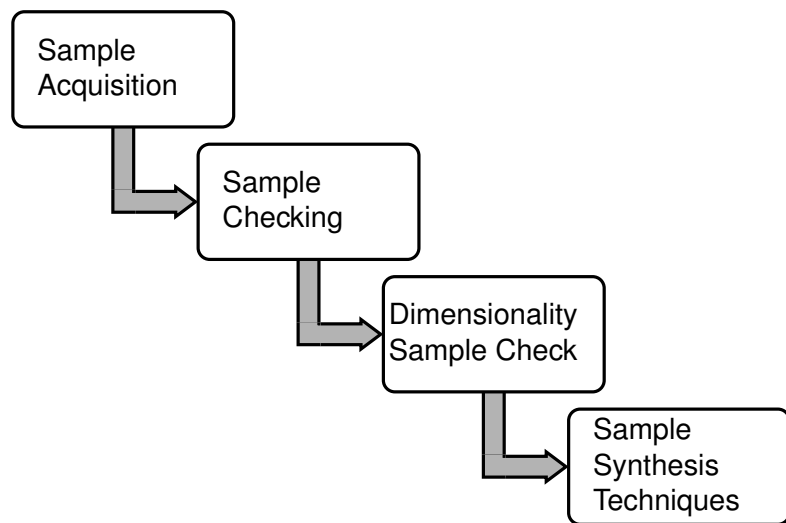 Sample
Acquisition
Sample
Checking
Dimensionality
Sample Check
Sample
Synthesis
Techniques